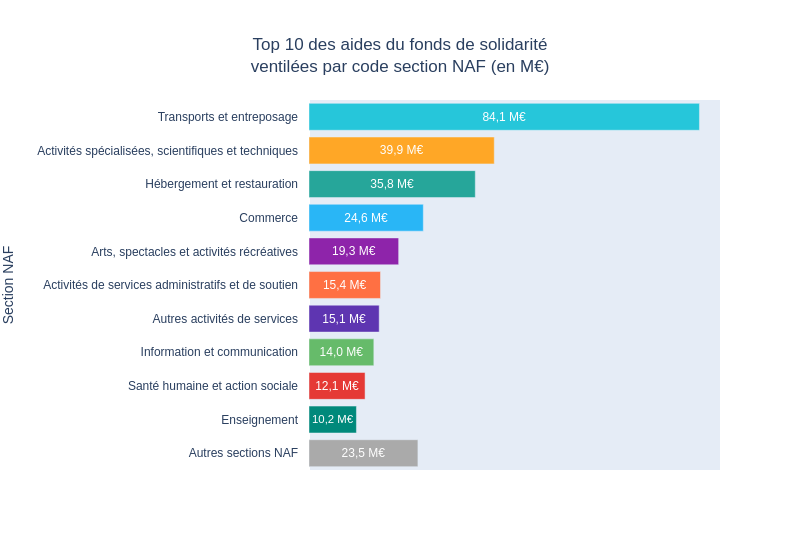 Top 10 des aides du fonds de solidarité
ventilées par code section NAF (en M€)
Section NAF
Transports et entreposage 84,1 M€
Activités spécialisées, scientifiques et techniques 39,9 M€
Hébergement et restauration 35,8 M€
Commerce 24,6 M€
Arts, spectacles et activités récréatives 19,3 M€
Activités de services administratifs et de soutien 15,4 M€
Autres activités de services 15,1 M€
Information et communication 14,0 M€
Santé humaine et action sociale 12,1 M€
Enseignement 10,2 M€
Autres sections NAF 23,5 M€